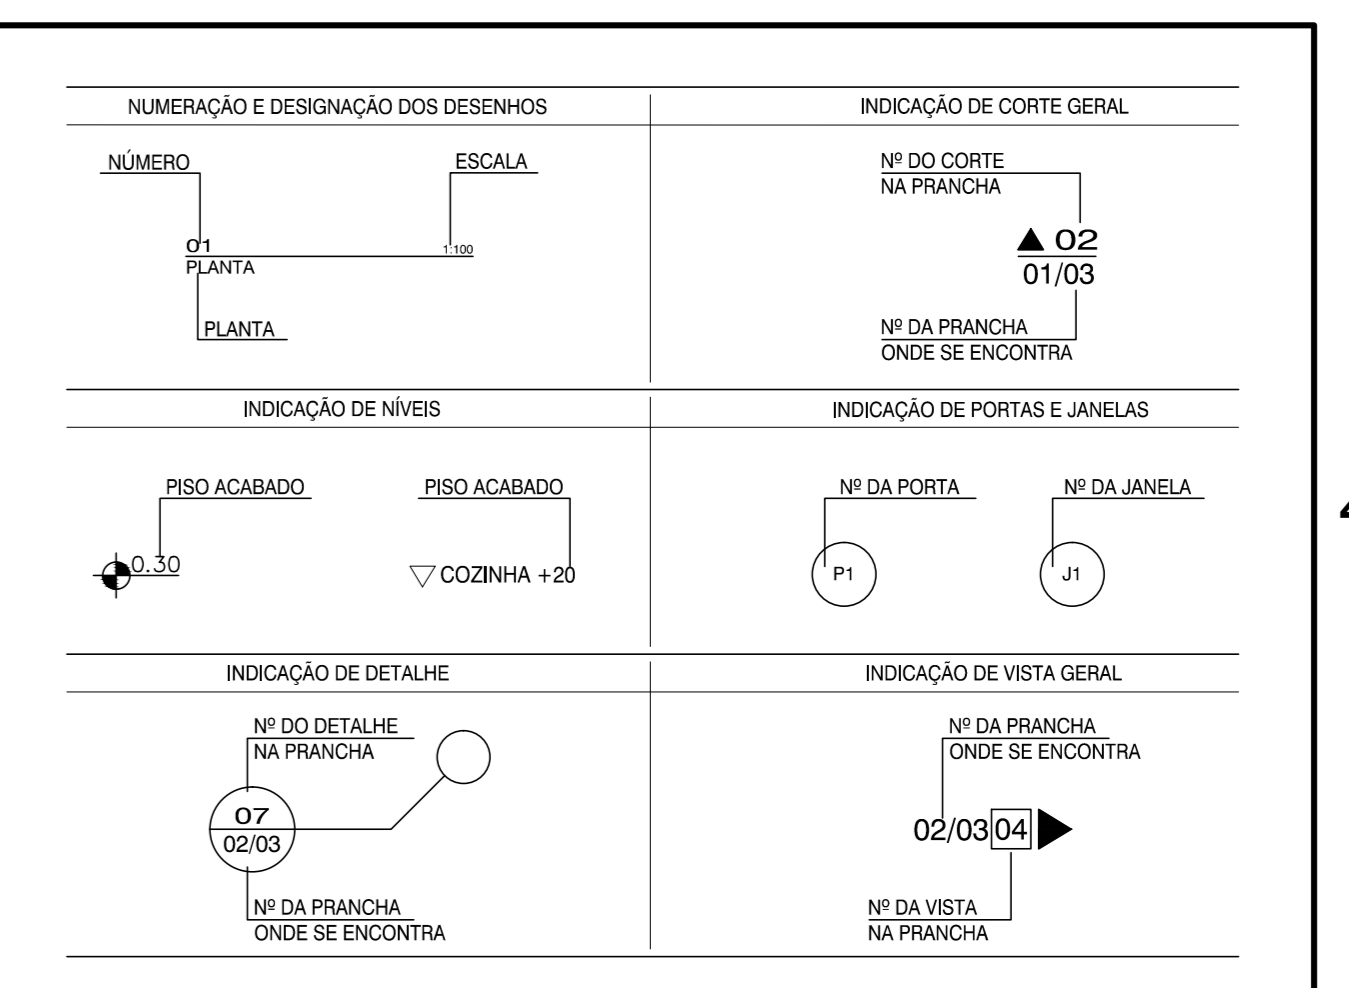 NUMERAÇÃO E DESIGNAÇÃO DOS DESENHOS
NÚMERO
ESCALA
01
1:100
PLANTA
PLANTA
INDICAÇÃO DE CORTE GERAL
Nº DO CORTE
NA PRANCHA
02
01/03
Nº DA PRANCHA
ONDE SE ENCONTRA
INDICAÇÃO DE NÍVEIS
PISO ACABADO
PISO ACABADO
0.30
COZINHA +20
INDICAÇÃO DE PORTAS E JANELAS
Nº DA PORTA
Nº DA JANELA
P1
J1
INDICAÇÃO DE DETALHE
Nº DO DETALHE
NA PRANCHA
07
02/03
Nº DA PRANCHA
ONDE SE ENCONTRA
INDICAÇÃO DE VISTA GERAL
Nº DA PRANCHA
ONDE SE ENCONTRA
02/03 04
Nº DA VISTA
NA PRANCHA